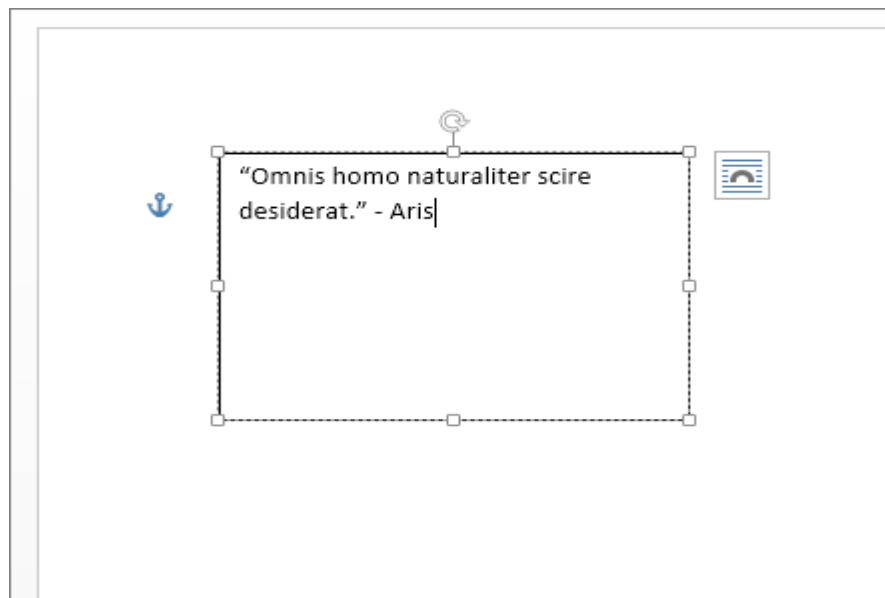 “Omnis homo naturaliter scire
desiderat.” - Aris